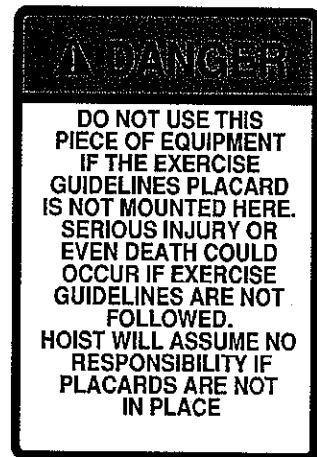 ⚠ DANGER
DO NOT USE THIS
PIECE OF EQUIPMENT
IF THE EXERCISE
GUIDELINES PLACARD
IS NOT MOUNTED HERE.
SERIOUS INJURY OR
EVEN DEATH COULD
OCCUR IF EXERCISE
GUIDELINES ARE NOT
FOLLOWED.
HOIST WILL ASSUME NO
RESPONSIBILITY IF
PLACARDS ARE NOT
IN PLACE